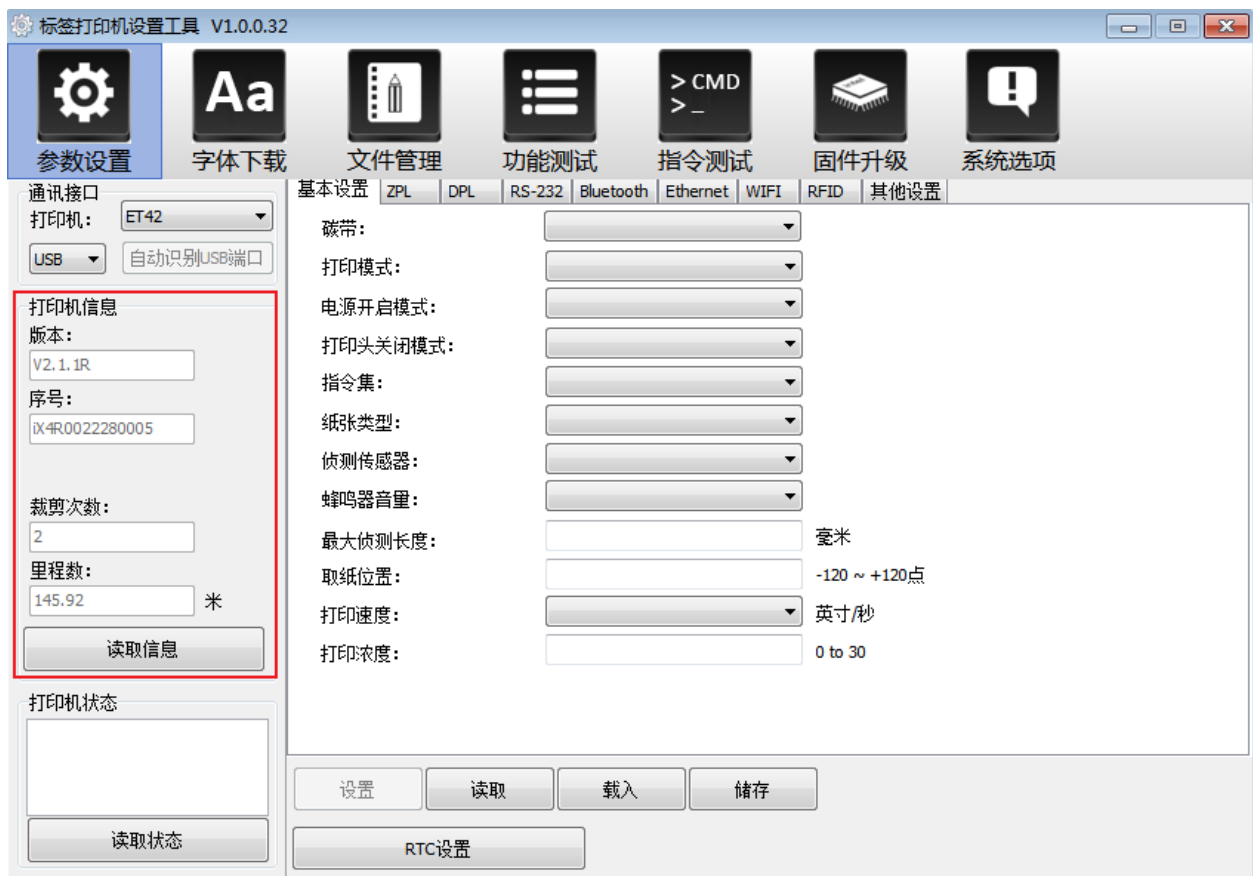 标签打印机设置工具 V1.0.0.32
Aa
> CMD
>_
参数设置 字体下载 文件管理 功能测试 指令测试 固件升级 系统选项
通讯接口
打印机: ET42
USB 自动识别USB端口
打印机信息
版本:
V2.1.1R
序号:
iX4R0022280005
裁剪次数:
2
里程数:
145.92 米
读取信息
打印机状态
读取状态
基本设置 ZPL DPL RS-232 Bluetooth Ethernet WIFI RFID 其他设置
碳带:
打印模式:
电源开启模式:
打印头关闭模式:
指令集:
纸张类型:
侦测传感器:
蜂鸣器音量:
最大侦测长度: 毫米
取纸位置: -120 ~ +120点
打印速度: 英寸/秒
打印浓度: 0 to 30
设置 读取 载入 储存
RTC设置